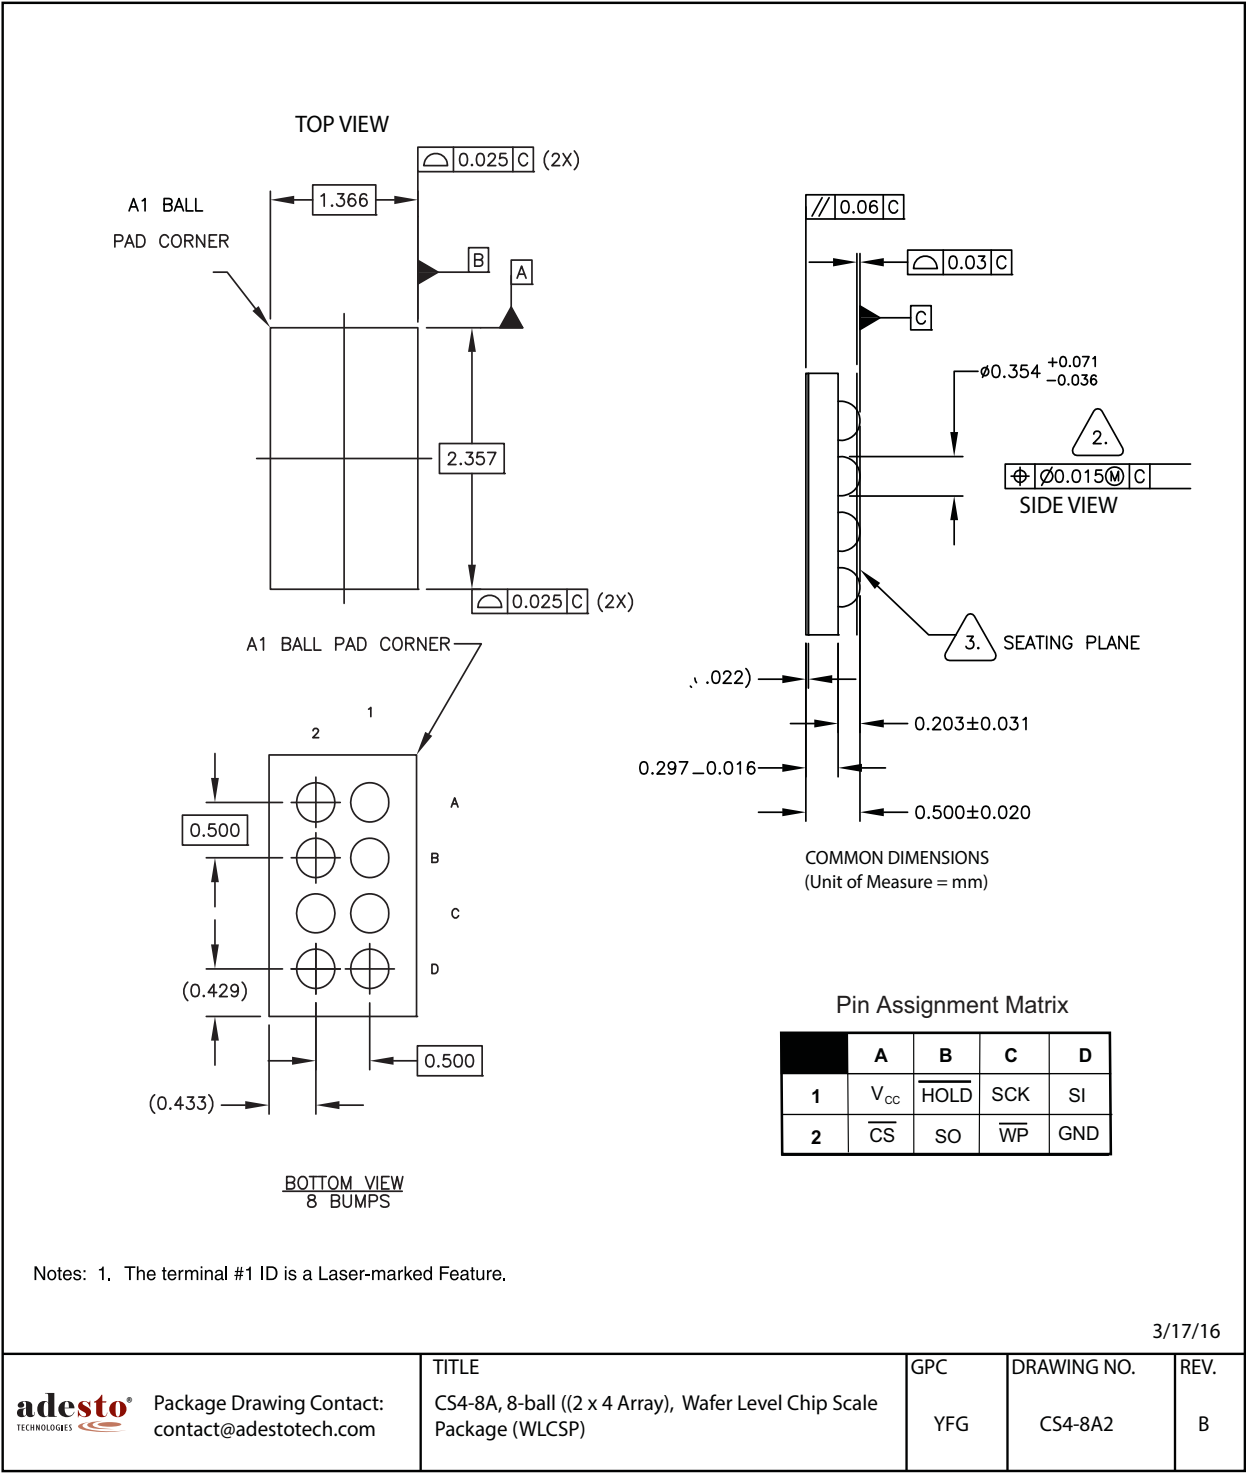 TOP VIEW
0.025 C (2X)
1.366
A1 BALL
PAD CORNER
B
A
2.357
0.025 C (2X)
// 0.06 C
0.03 C
C
ø0.354 +0.071
−0.036
2.
⌖ Ø0.015Ⓜ C
SIDE VIEW
3. SEATING PLANE
.022)
0.203±0.031
0.297 0.016
0.500±0.020
COMMON DIMENSIONS
(Unit of Measure = mm)
A1 BALL PAD CORNER
1
2
A
0.500
B
C
D
(0.429)
0.500
(0.433)
BOTTOM VIEW
8 BUMPS
Pin Assignment Matrix
A B C D
1 VCC HOLD SCK SI
2 CS SO WP GND
Notes: 1. The terminal #1 ID is a Laser-marked Feature.
3/17/16
adesto®
TECHNOLOGIES
Package Drawing Contact:
contact@adestotech.com
TITLE
CS4-8A, 8-ball ((2 x 4 Array), Wafer Level Chip Scale
Package (WLCSP)
GPC
YFG
DRAWING NO.
CS4-8A2
REV.
B